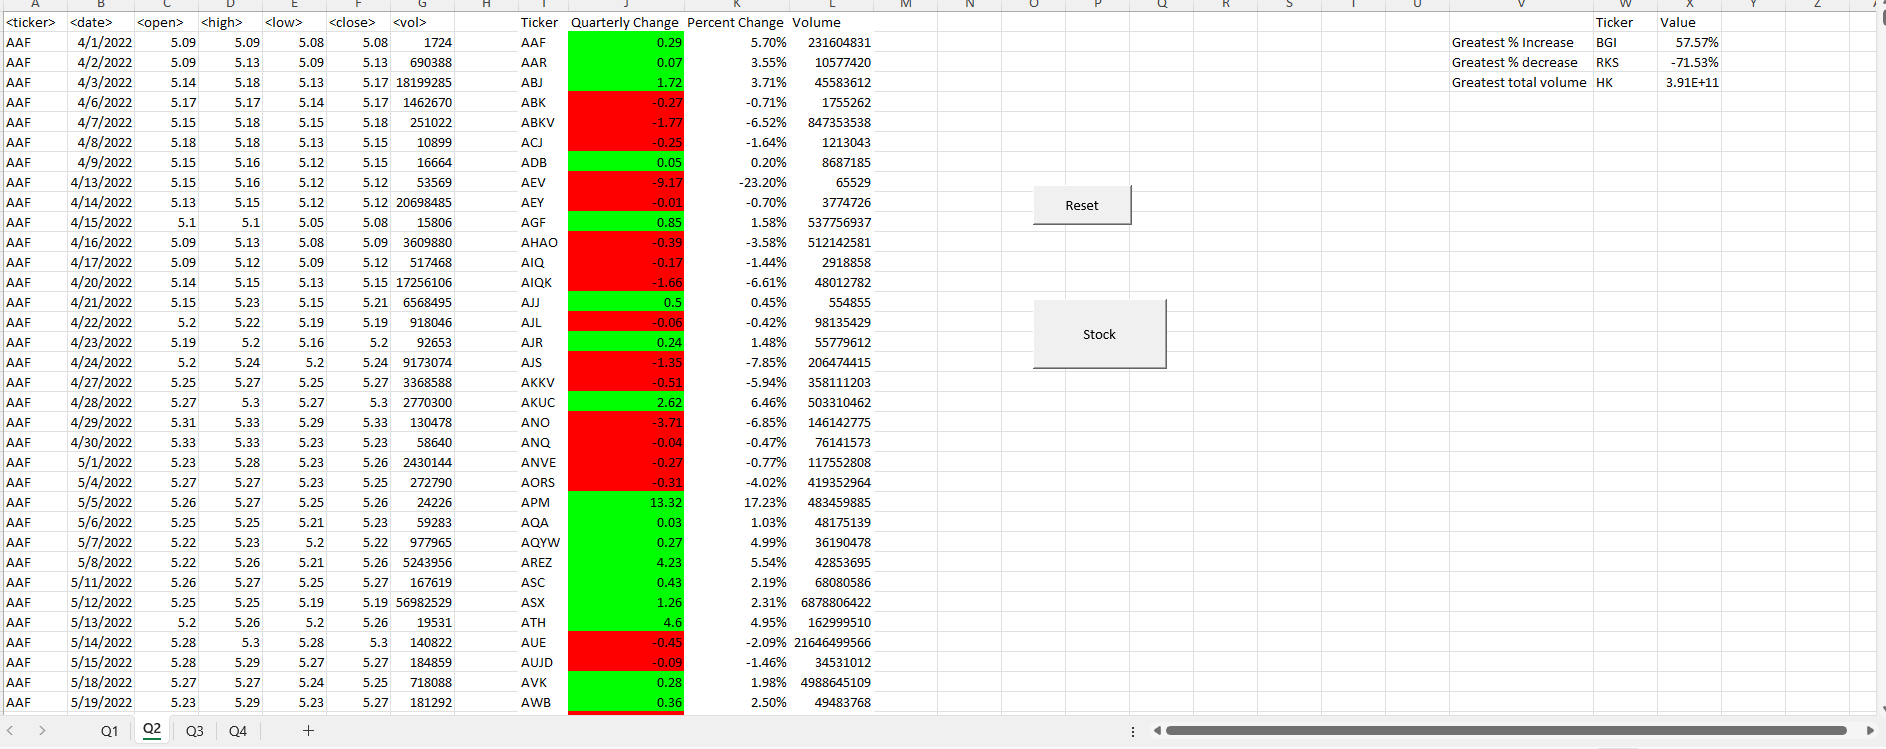 A B C D E F G H I J K L M N O P Q R S T U V W X Y Z
<ticker> <date> <open> <high> <low> <close> <vol> Ticker Quarterly Change Percent Change Volume Ticker Value
AAF 4/1/2022 5.09 5.09 5.08 5.08 1724 AAF 0.29 5.70% 231604831 Greatest % Increase BGI 57.57%
AAF 4/2/2022 5.09 5.13 5.09 5.13 690388 AAR 0.07 3.55% 10577420 Greatest % decrease RKS -71.53%
AAF 4/3/2022 5.14 5.18 5.13 5.17 18199285 ABJ 1.72 3.71% 45583612 Greatest total volume HK 3.91E+11
AAF 4/6/2022 5.17 5.17 5.14 5.17 1462670 ABK -0.27 -0.71% 1755262
AAF 4/7/2022 5.15 5.18 5.15 5.18 251022 ABKV -1.77 -6.52% 847353538
AAF 4/8/2022 5.18 5.18 5.13 5.15 10899 ACJ -0.25 -1.64% 1213043
AAF 4/9/2022 5.15 5.16 5.12 5.15 16664 ADB 0.05 0.20% 8687185
AAF 4/13/2022 5.15 5.16 5.12 5.12 53569 AEV -9.17 -23.20% 65529
AAF 4/14/2022 5.13 5.15 5.12 5.12 20698485 AEY -0.01 -0.70% 3774726
Reset
AAF 4/15/2022 5.1 5.1 5.05 5.08 15806 AGF 0.85 1.58% 537756937
AAF 4/16/2022 5.09 5.13 5.08 5.09 3609880 AHAO -0.39 -3.58% 512142581
AAF 4/17/2022 5.09 5.12 5.09 5.12 517468 AIQ -0.17 -1.44% 2918858
AAF 4/20/2022 5.14 5.15 5.13 5.15 17256106 AIQK -1.66 -6.61% 48012782
AAF 4/21/2022 5.15 5.23 5.15 5.21 6568495 AJJ 0.5 0.45% 554855
AAF 4/22/2022 5.2 5.22 5.19 5.19 918046 AJL -0.06 -0.42% 98135429
Stock
AAF 4/23/2022 5.19 5.2 5.16 5.2 92653 AJR 0.24 1.48% 55779612
AAF 4/24/2022 5.2 5.24 5.2 5.24 9173074 AJS -1.35 -7.85% 206474415
AAF 4/27/2022 5.25 5.27 5.25 5.27 3368588 AKKV -0.51 -5.94% 358111203
AAF 4/28/2022 5.27 5.3 5.27 5.3 2770300 AKUC 2.62 6.46% 503310462
AAF 4/29/2022 5.31 5.33 5.29 5.33 130478 ANO -3.71 -6.85% 146142775
AAF 4/30/2022 5.33 5.33 5.23 5.23 58640 ANQ -0.04 -0.47% 76141573
AAF 5/1/2022 5.23 5.28 5.23 5.26 2430144 ANVE -0.27 -0.77% 117552808
AAF 5/4/2022 5.27 5.27 5.23 5.25 272790 AORS -0.31 -4.02% 419352964
AAF 5/5/2022 5.26 5.27 5.25 5.26 24226 APM 13.32 17.23% 483459885
AAF 5/6/2022 5.25 5.25 5.21 5.23 59283 AQA 0.03 1.03% 48175139
AAF 5/7/2022 5.22 5.23 5.2 5.22 977965 AQYW 0.27 4.99% 36190478
AAF 5/8/2022 5.22 5.26 5.21 5.26 5243956 AREZ 4.23 5.54% 42853695
AAF 5/11/2022 5.26 5.27 5.25 5.27 167619 ASC 0.43 2.19% 68080586
AAF 5/12/2022 5.25 5.25 5.19 5.19 56982529 ASX 1.26 2.31% 6878806422
AAF 5/13/2022 5.2 5.26 5.2 5.26 19531 ATH 4.6 4.95% 162999510
AAF 5/14/2022 5.28 5.3 5.28 5.3 140822 AUE -0.45 -2.09% 21646499566
AAF 5/15/2022 5.28 5.29 5.27 5.27 184859 AUJD -0.09 -1.46% 34531012
AAF 5/18/2022 5.27 5.27 5.24 5.25 718088 AVK 0.28 1.98% 4988645109
AAF 5/19/2022 5.23 5.29 5.23 5.27 181292 AWB 0.36 2.50% 49483768
Q1 Q2 Q3 Q4 +